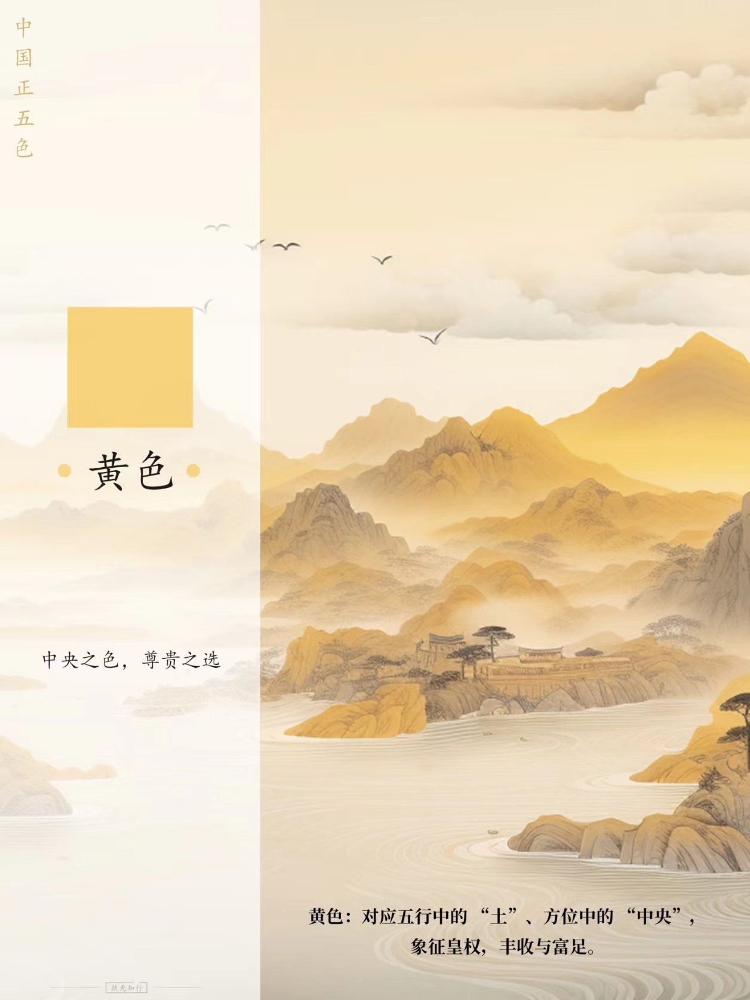 中国正五色
黄色
中央之色，尊贵之选
黄色：对应五行中的“土”、方位中的“中央”，
象征皇权，丰收与富足。
扶光知行